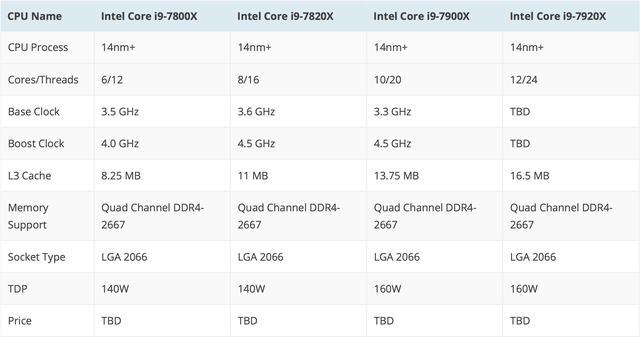 CPU Name Intel Core i9-7800X Intel Core i9-7820X Intel Core i9-7900X Intel Core i9-7920X
CPU Process 14nm+ 14nm+ 14nm+ 14nm+
Cores/Threads 6/12 8/16 10/20 12/24
Base Clock 3.5 GHz 3.6 GHz 3.3 GHz TBD
Boost Clock 4.0 GHz 4.5 GHz 4.5 GHz TBD
L3 Cache 8.25 MB 11 MB 13.75 MB 16.5 MB
Memory Quad Channel DDR4- Quad Channel DDR4- Quad Channel DDR4- Quad Channel DDR4-
Support 2667 2667 2667 2667
Socket Type LGA 2066 LGA 2066 LGA 2066 LGA 2066
TDP 140W 140W 160W 160W
Price TBD TBD TBD TBD